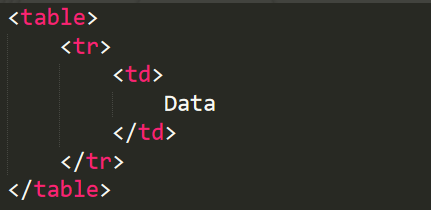 <table>
<tr>
<td>
Data
</td>
</tr>
</table>